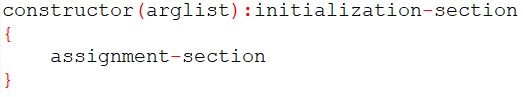 constructor(arglist):initialization-section
{
assignment-section
}